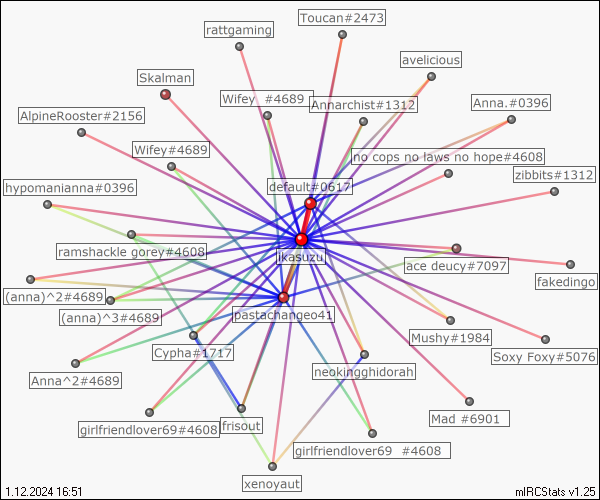 Toucan#2473
rattgaming
avelicious
Skalman
Wifey  #4689
Annarchist#1312
Anna.#0396
AlpineRooster#2156
Wifey#4689
no cops no laws no hope#4608
zibbits#1312
hypomanianna#0396
default#0617
ramshackle gorey#4608
ikasuzu
ace deucy#7097
fakedingo
(anna)^2#4689
(anna)^3#4689
pastachangeo41
Mushy#1984
Cypha#1717
Soxy Foxy#5076
neokingghidorah
Anna^2#4689
Mad #6901
girlfriendlover69#4608
frisout
girlfriendlover69  #4608
xenoyaut
1.12.2024 16:51
mIRCStats v1.25